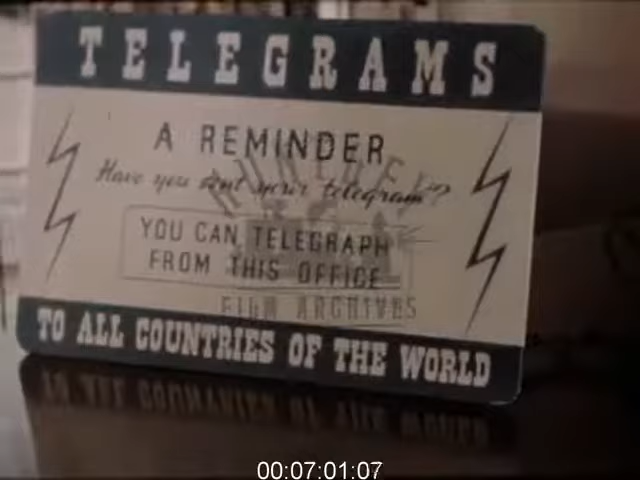 TELEGRAMS
A REMINDER
Have you sent your telegram?
YOU CAN TELEGRAPH
FROM THIS OFFICE
FILM ARCHIVES
TO ALL COUNTRIES OF THE WORLD
00:07:01:07